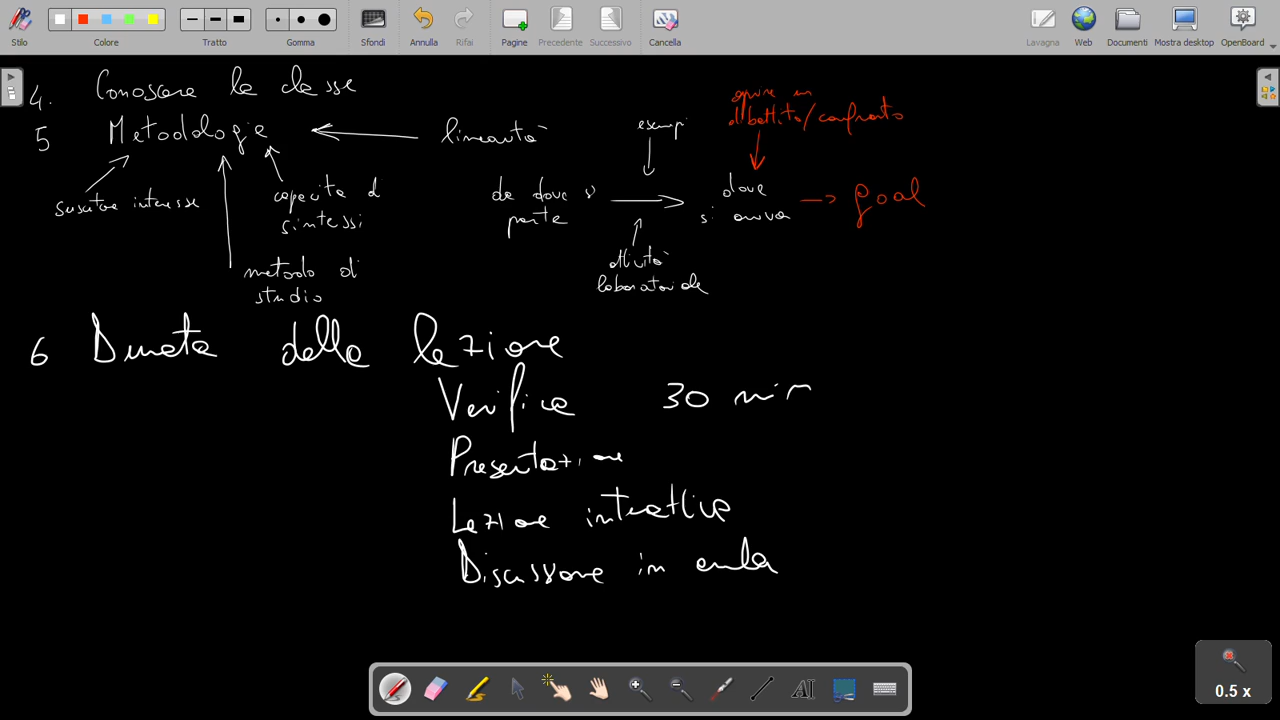 Stilo Colore Tratto Gomma Sfondi Annulla Rifai Pagine Precedente Successivo Cancella Lavagna Web Documenti Mostra desktop OpenBoard
4. Conoscere la classe
5 Metodologie
linearità
esempi
opure in
dibattito/confronto
suscitare interesse
capacità di
sintessi
metodo di
studio
da dove si
parte
dove
si arriva
goal
attività
laboratoriale
6 Durata della lezione
Verifica 30 min
Presentazione
Lezione interattiva
Discussione in aula
0.5 x